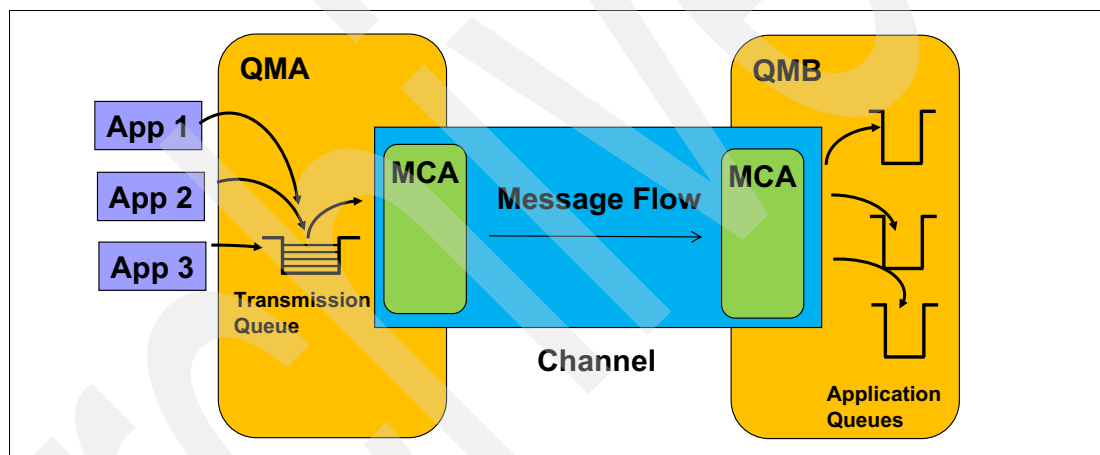 QMA
QMB
App 1
App 2
App 3
MCA
Message Flow
MCA
Transmission
Queue
Channel
Application
Queues